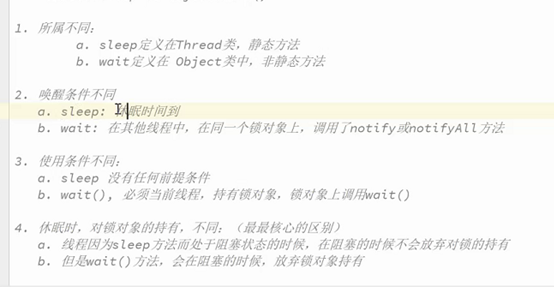 1. 所属不同:
a. sleep定义在Thread类，静态方法
b. wait定义在 Object类中，非静态方法
2. 唤醒条件不同
a. sleep: 休眠时间到
b. wait: 在其他线程中，在同一个锁对象上，调用了notify或notifyAll方法
3. 使用条件不同:
a. sleep 没有任何前提条件
b. wait(), 必须当前线程，持有锁对象，锁对象上调用wait()
4. 休眠时，对锁对象的持有，不同:（最最核心的区别）
a. 线程因为sleep方法而处于阻塞状态的时候，在阻塞的时候不会放弃对锁的持有
b. 但是wait()方法，会在阻塞的时候，放弃锁对象持有